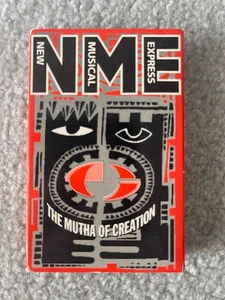 NME
NEW
MUSICAL
EXPRESS
THE MUTHA OF CREATION